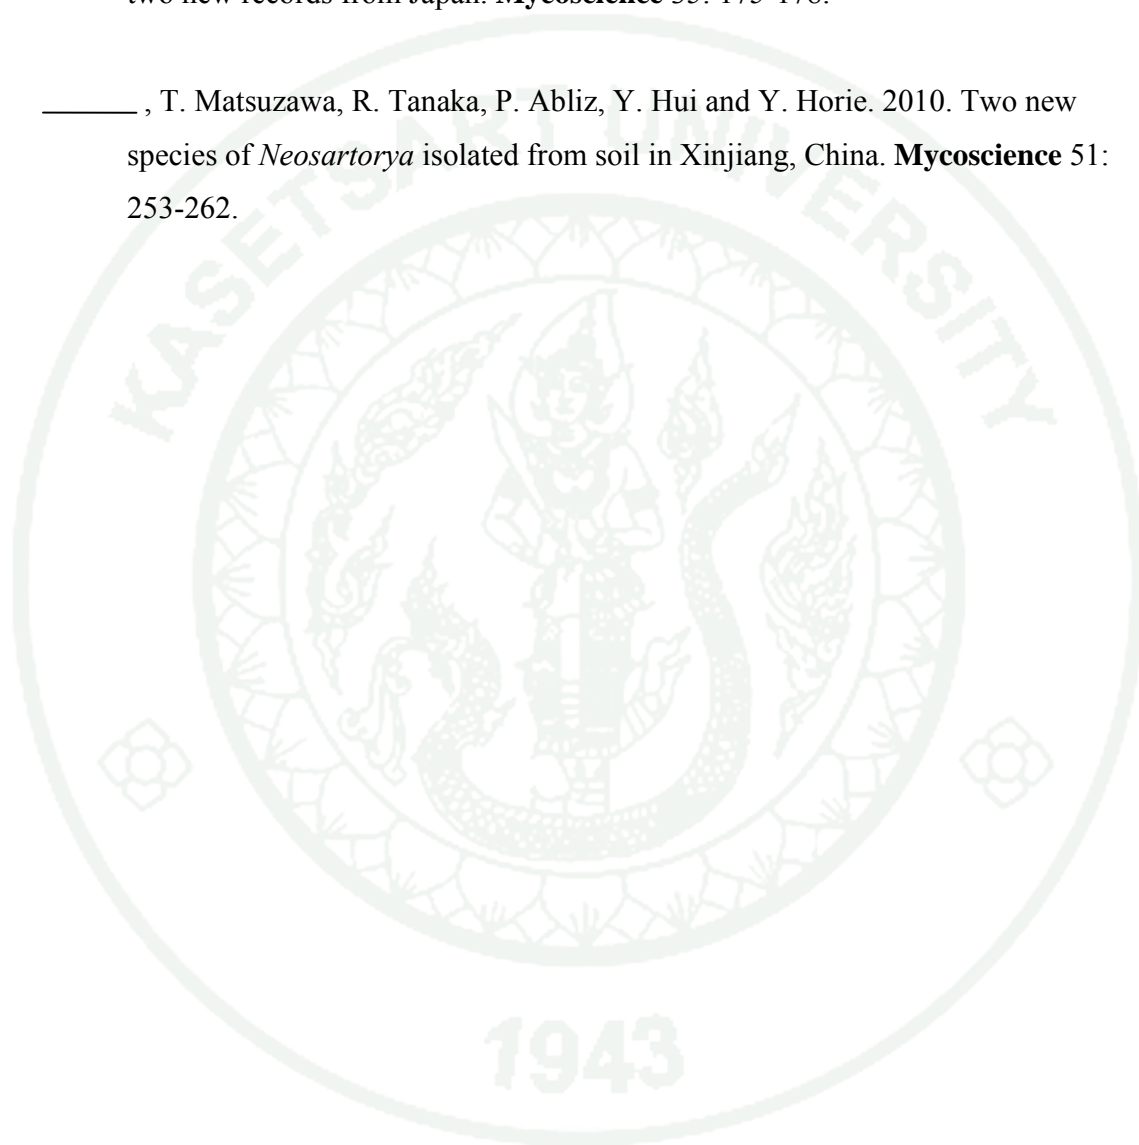 two new records from Japan. Mycoscience 35: 175-178.
______ , T. Matsuzawa, R. Tanaka, P. Abliz, Y. Hui and Y. Horie. 2010. Two new
species of Neosartorya isolated from soil in Xinjiang, China. Mycoscience 51:
253-262.
KASETSART UNIVERSITY
1943